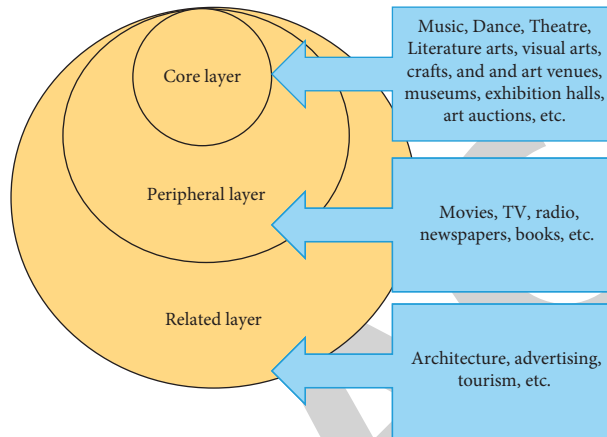 Core layer
Music, Dance, Theatre,
Literature arts, visual arts,
crafts, and and art venues,
museums, exhibition halls,
art auctions, etc.
Peripheral layer
Movies, TV, radio,
newspapers, books, etc.
Related layer
Architecture, advertising,
tourism, etc.